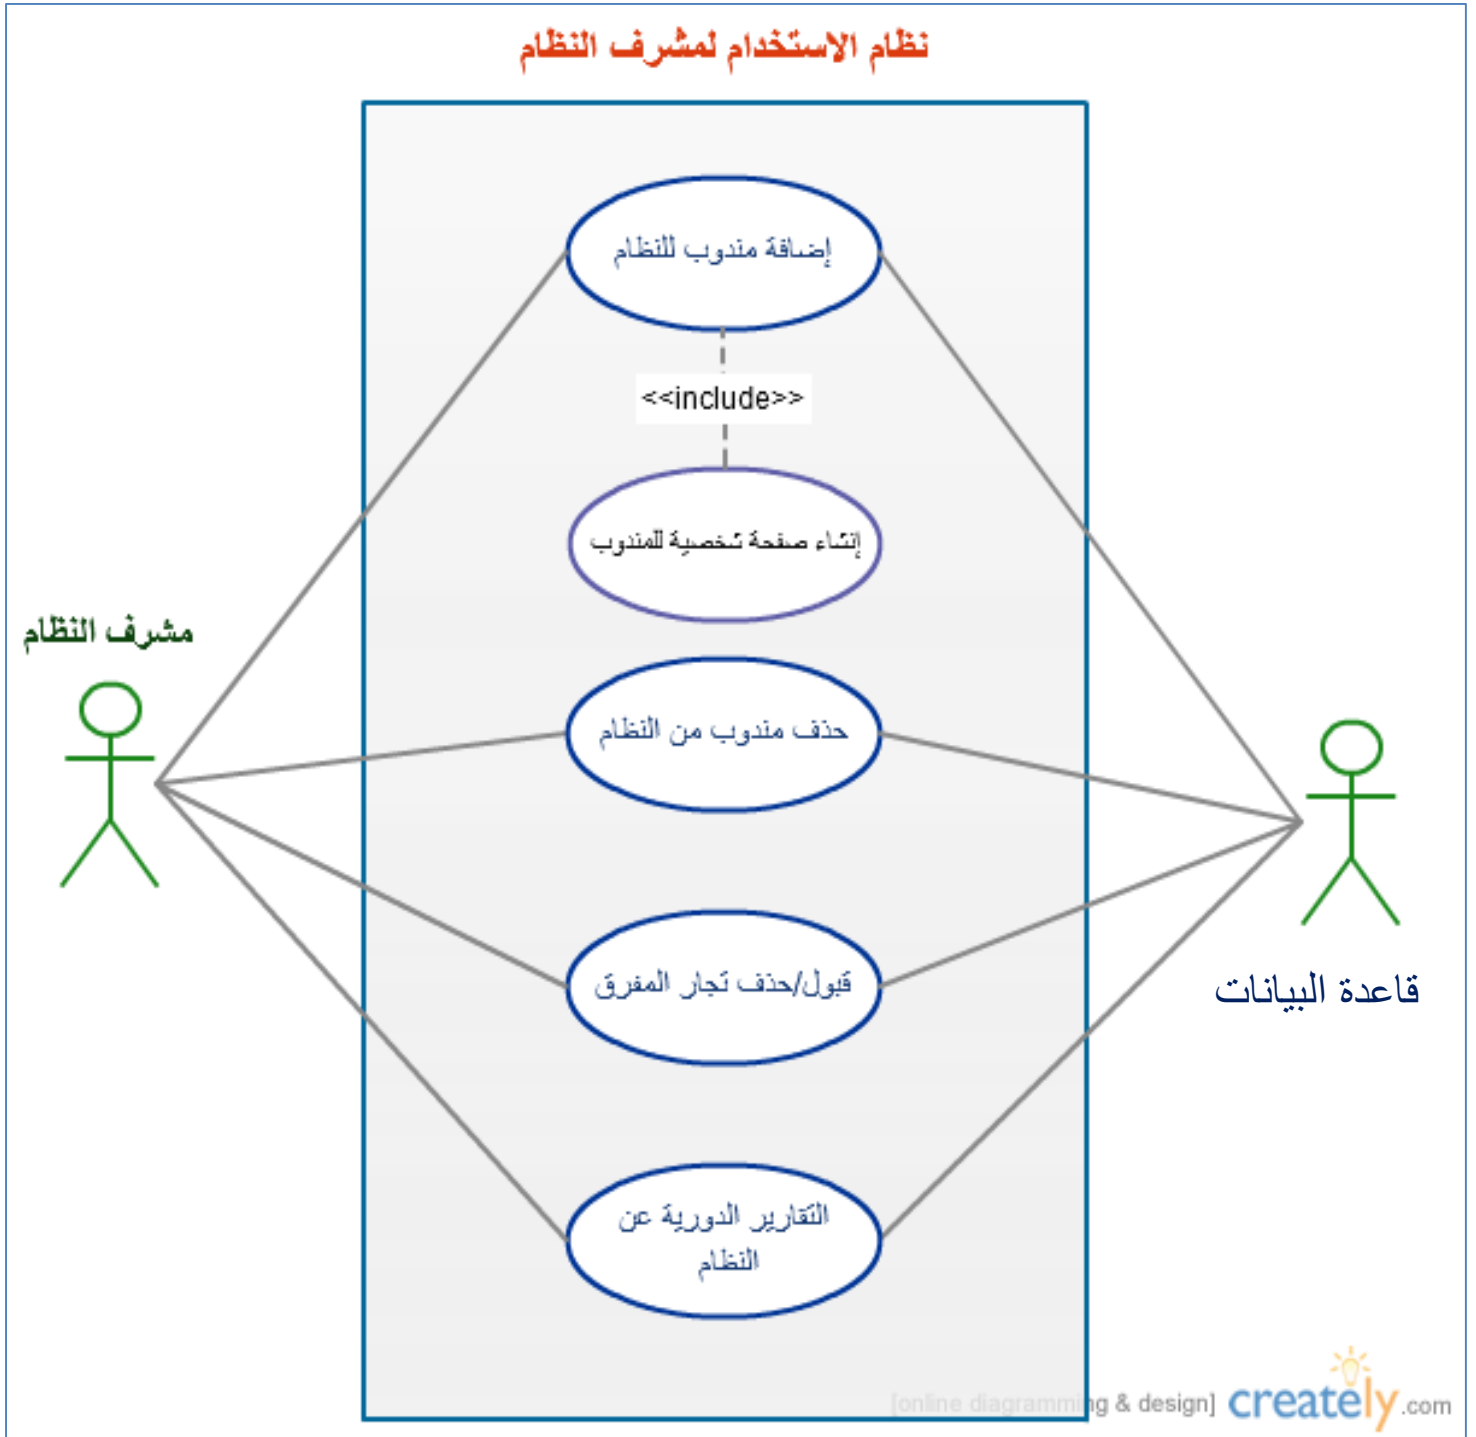 نظام الاستخدام لمشرف النظام
إضافة مندوب للنظام
<<include>>
إنشاء صفحة شخصية للمندوب
مشرف النظام
حذف مندوب من النظام
قبول/حذف تجار المفرق
قاعدة البيانات
التقارير الدورية عن
النظام
[online diagramming & design] creately.com